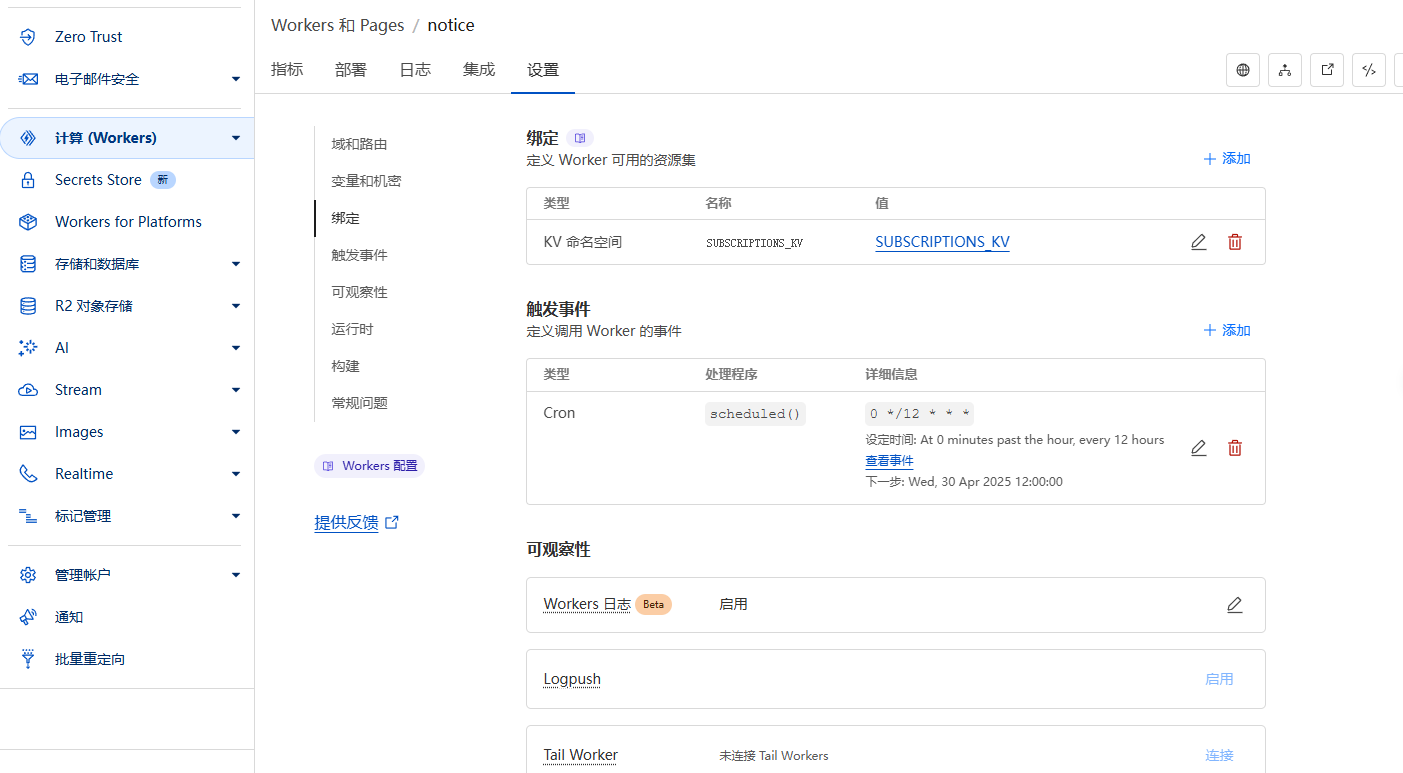 Zero Trust
电子邮件安全
计算 (Workers)
Secrets Store 新
Workers for Platforms
存储和数据库
R2 对象存储
AI
Stream
Images
Realtime
标记管理
管理帐户
通知
批量重定向
Workers 和 Pages / notice
指标 部署 日志 集成 设置
域和路由
变量和机密
绑定
触发事件
可观察性
运行时
构建
常规问题
Workers 配置
提供反馈
绑定
定义 Worker 可用的资源集
+ 添加
类型 名称 值
KV 命名空间 SUBSCRIPTIONS_KV SUBSCRIPTIONS_KV
触发事件
定义调用 Worker 的事件
+ 添加
类型 处理程序 详细信息
Cron scheduled() 0 */12 * * *
设定时间: At 0 minutes past the hour, every 12 hours
查看事件
下一步: Wed, 30 Apr 2025 12:00:00
可观察性
Workers 日志 Beta 启用
Logpush 启用
Tail Worker 未连接 Tail Workers 连接